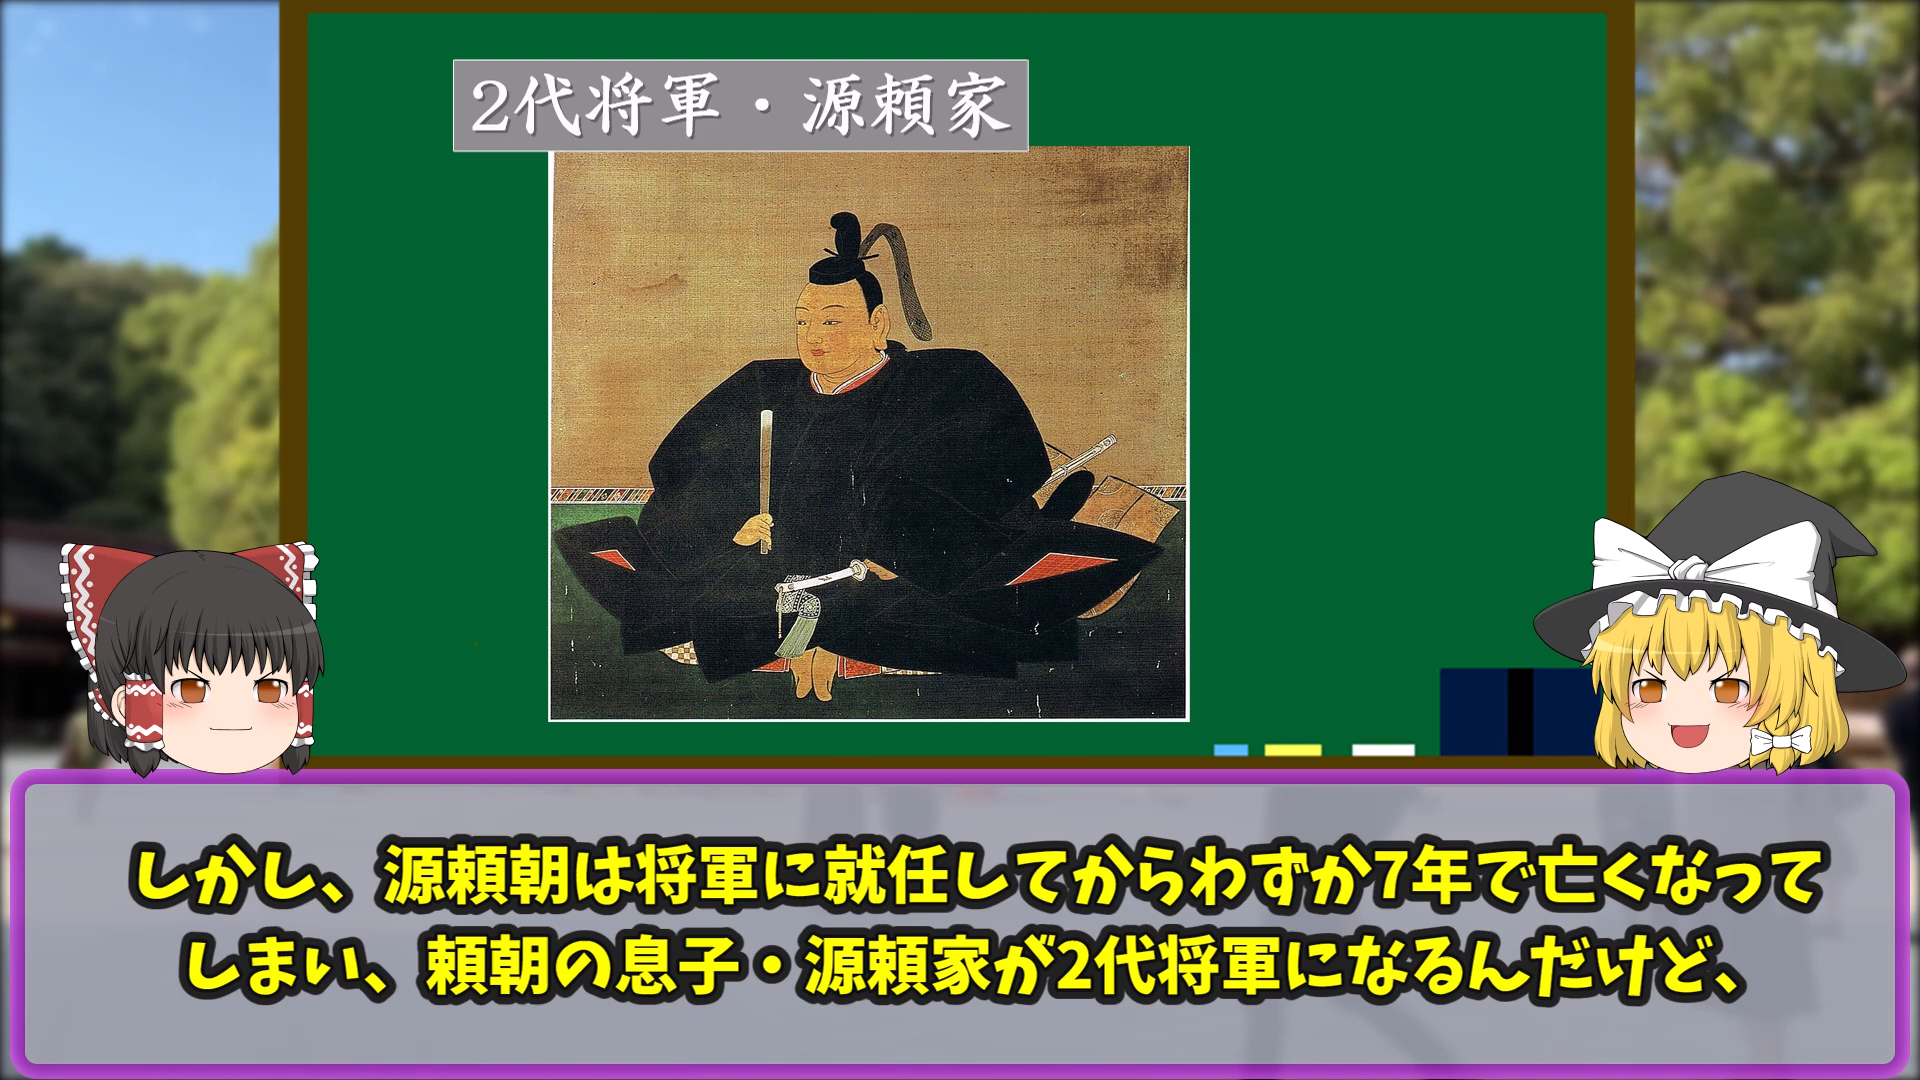 2代将軍・源頼家
しかし、源頼朝は将軍に就任してからわずか7年で亡くなって
しまい、頼朝の息子・源頼家が2代将軍になるんだけど、